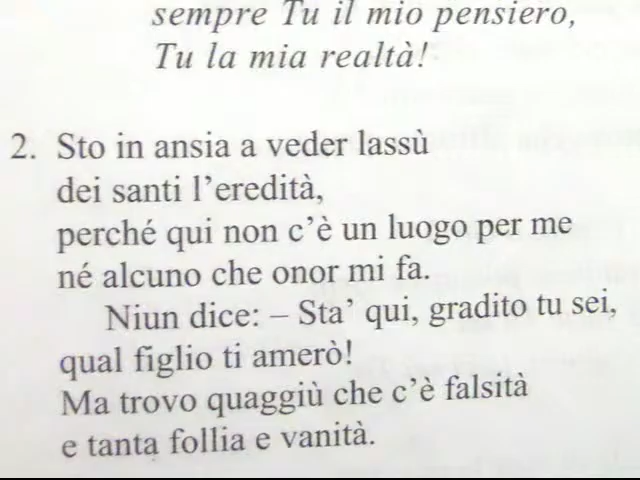 sempre Tu il mio pensiero,
Tu la mia realtà!
2. Sto in ansia a veder lassù
dei santi l'eredità,
perché qui non c'è un luogo per me
né alcuno che onor mi fa.
Niun dice: – Sta' qui, gradito tu sei,
qual figlio ti amerò!
Ma trovo quaggiù che c'è falsità
e tanta follia e vanità.